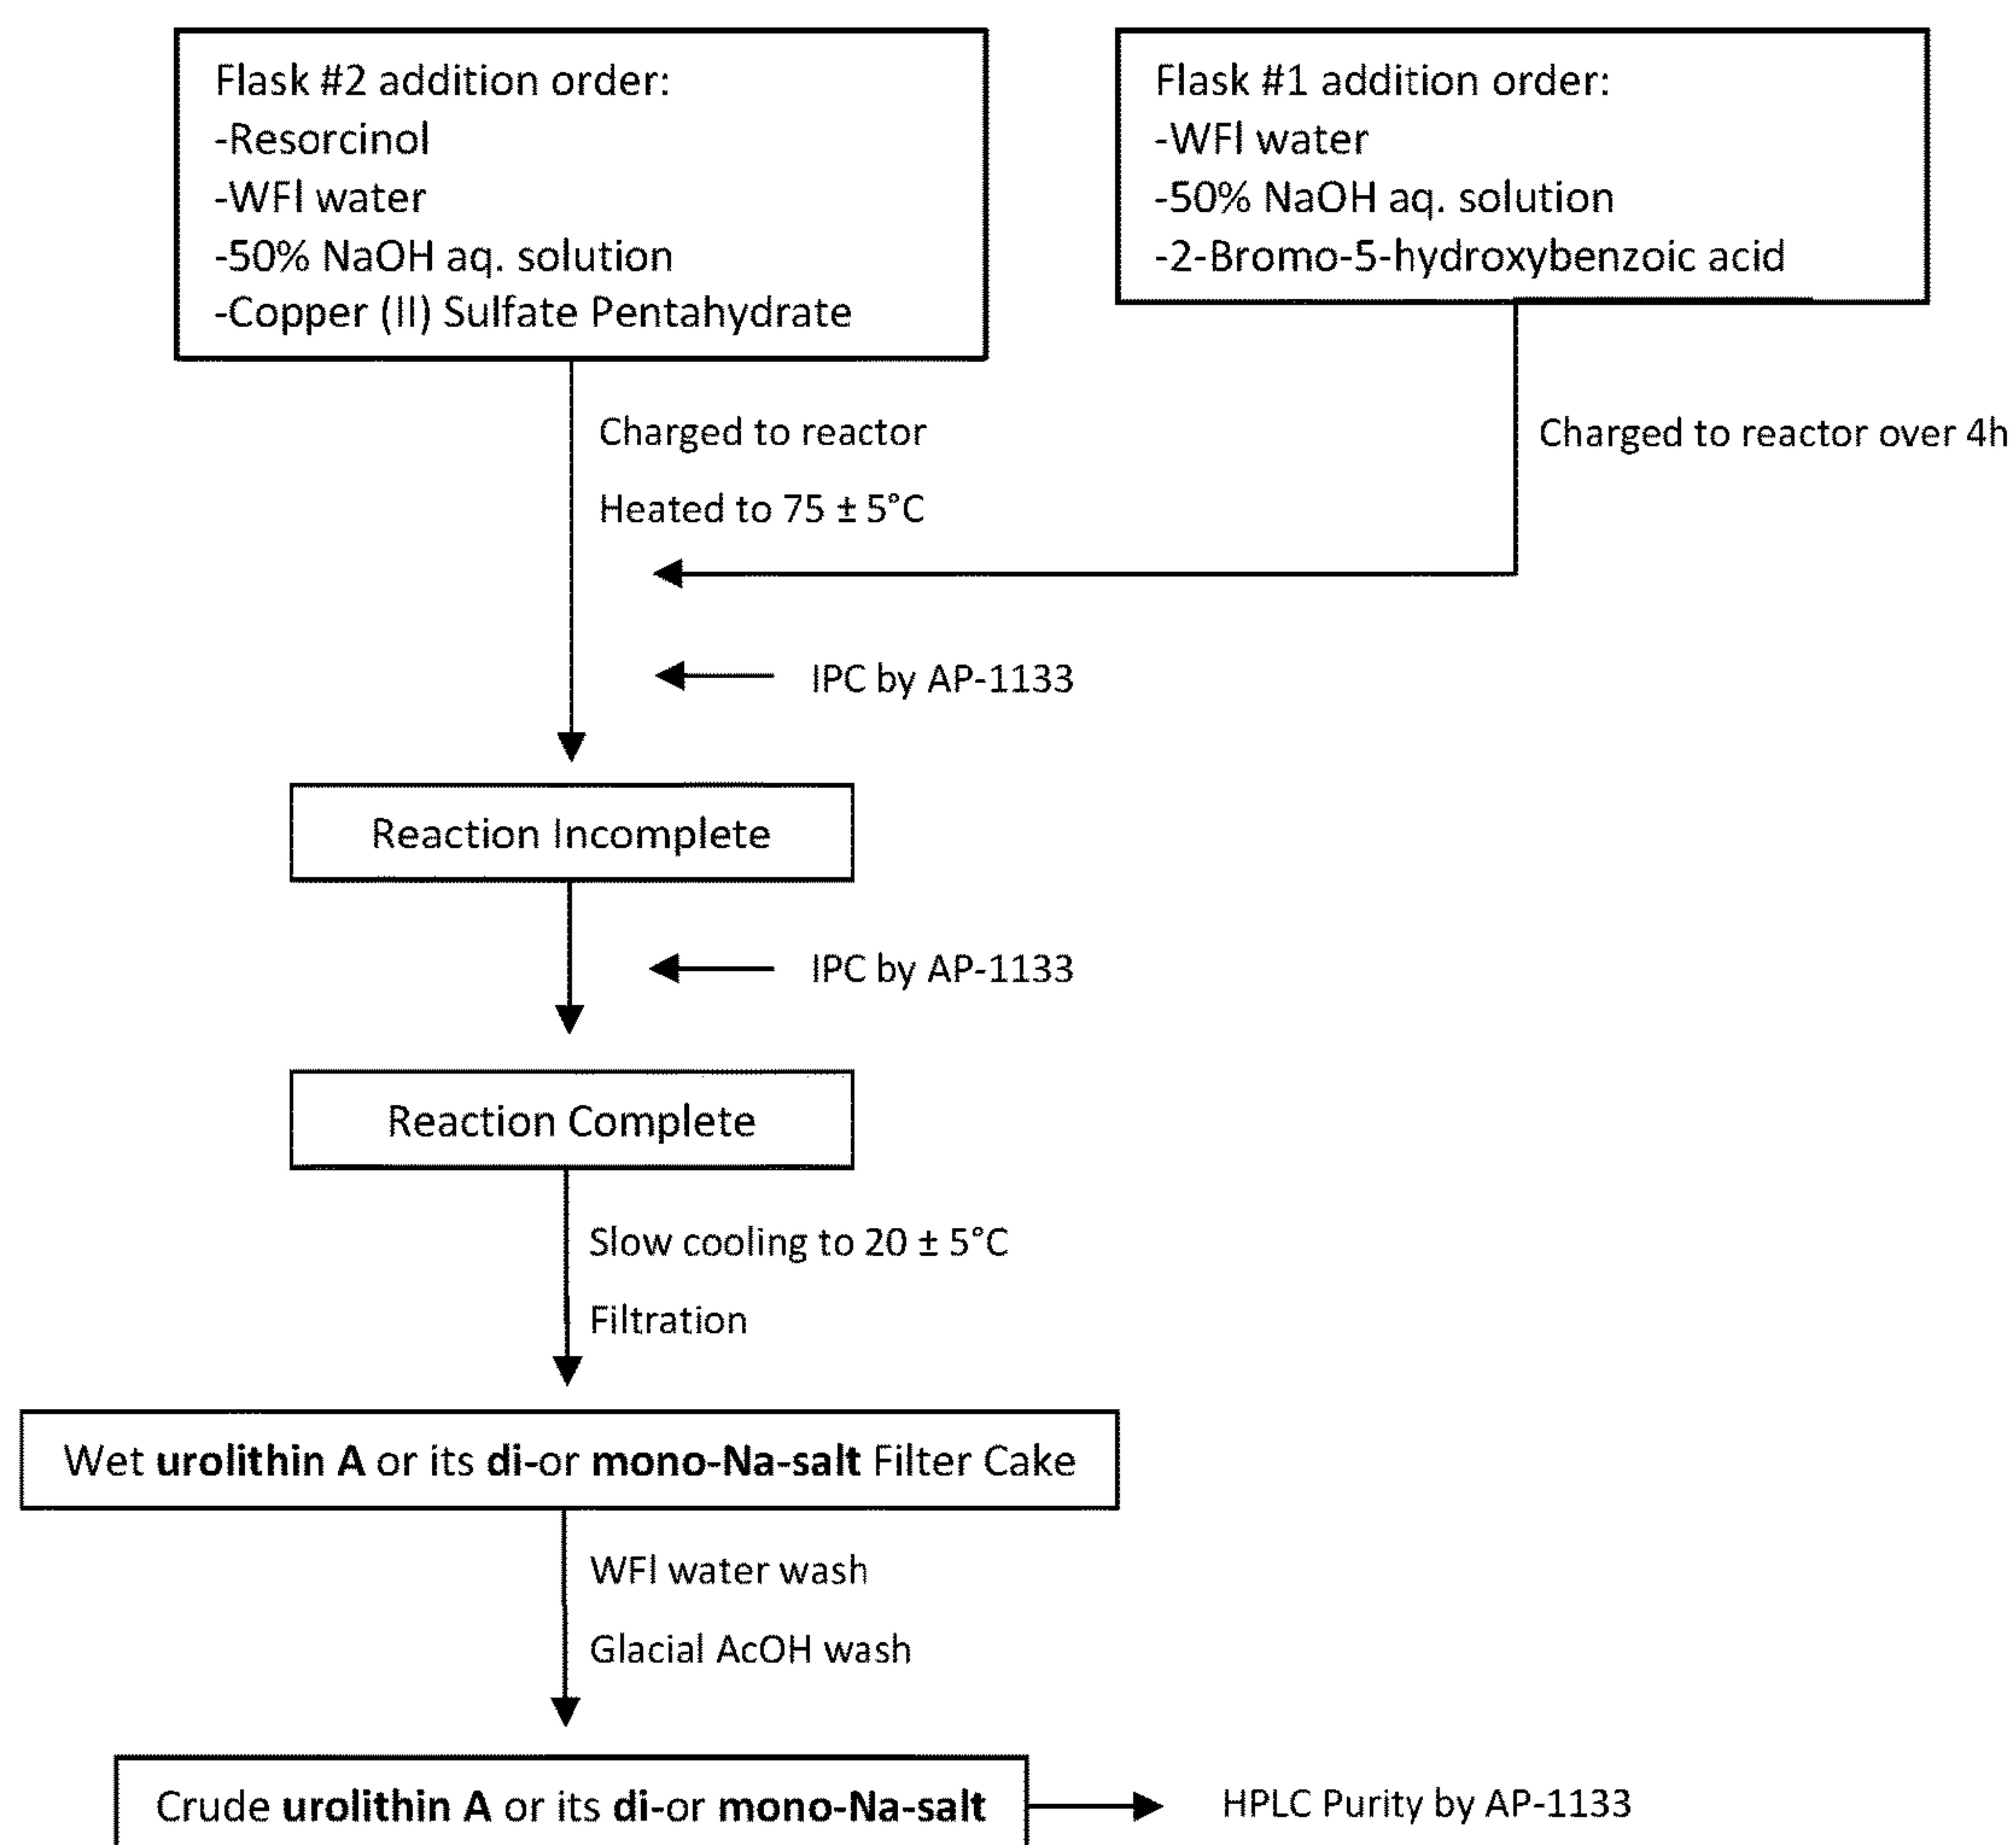 Flask #2 addition order:
-Resorcinol
-WFl water
-50% NaOH aq. solution
-Copper (II) Sulfate Pentahydrate
Flask #1 addition order:
-WFl water
-50% NaOH aq. solution
-2-Bromo-5-hydroxybenzoic acid
Charged to reactor
Heated to 75 ± 5°C
Charged to reactor over 4h
IPC by AP-1133
Reaction Incomplete
IPC by AP-1133
Reaction Complete
Slow cooling to 20 ± 5°C
Filtration
Wet urolithin A or its di-or mono-Na-salt Filter Cake
WFl water wash
Glacial AcOH wash
Crude urolithin A or its di-or mono-Na-salt
HPLC Purity by AP-1133